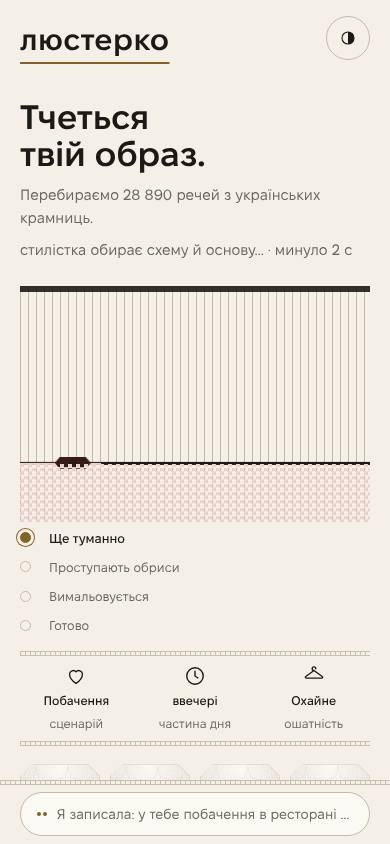 люстерко
Тчеться
твій образ.
Перебираємо 28 890 речей з українських
крамниць.
стилістка обирає схему й основу… · минуло 2 с
Ще туманно
Проступають обриси
Вимальовується
Готово
Побачення
ввечері
Охайне
сценарій
частина дня
ошатність
Я записала: у тебе побачення в ресторані …